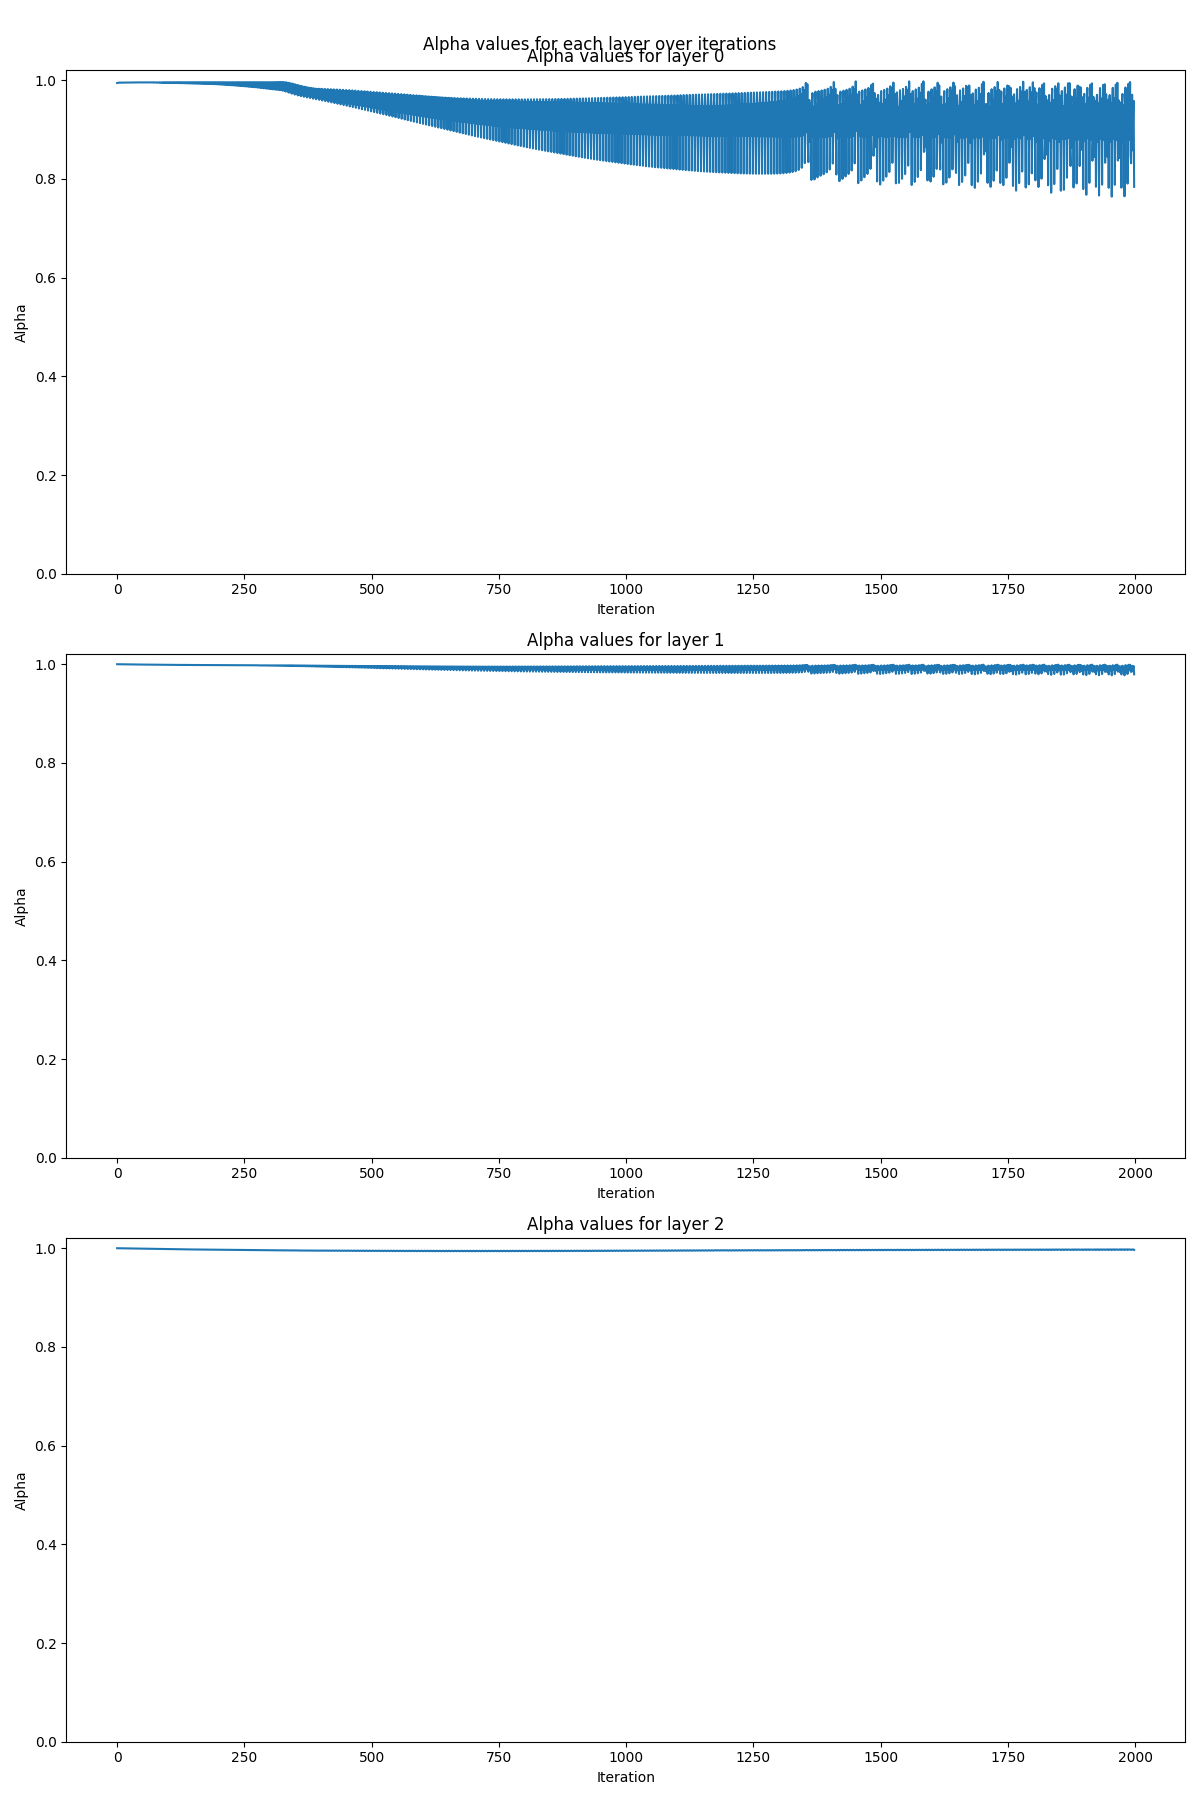 Alpha values for each layer over iterations
Alpha values for layer 0
1.0
0.8
0.6
0.4
0.2
0.0
Alpha
0 250 500 750 1000 1250 1500 1750 2000
Iteration
Alpha values for layer 1
1.0
0.8
0.6
0.4
0.2
0.0
Alpha
0 250 500 750 1000 1250 1500 1750 2000
Iteration
Alpha values for layer 2
1.0
0.8
0.6
0.4
0.2
0.0
Alpha
0 250 500 750 1000 1250 1500 1750 2000
Iteration